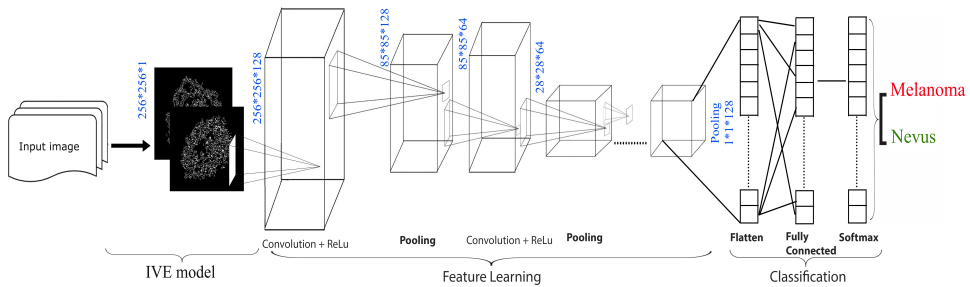 Input image
256*256*1
256*256*128
85*85*128
85*85*64
28*28*64
Pooling
1*1*128
Melanoma
Nevus
Convolution + ReLu
Pooling
Convolution + ReLu
Pooling
Flatten
Fully
Connected
Softmax
IVE model
Feature Learning
Classification